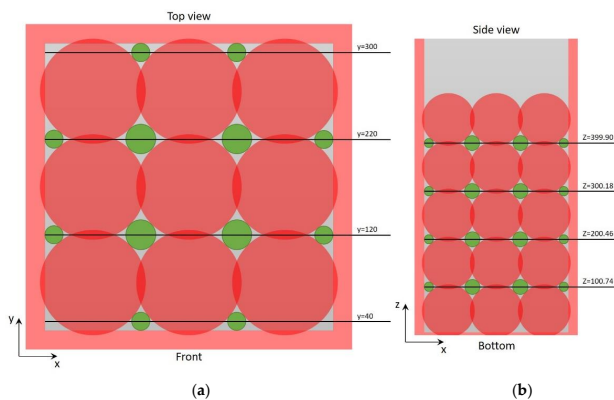 Top view
y=300
y=220
y=120
y=40
y
x
Front
(a)
Side view
Z=399.90
Z=300.18
Z=200.46
Z=100.74
z
x
Bottom
(b)